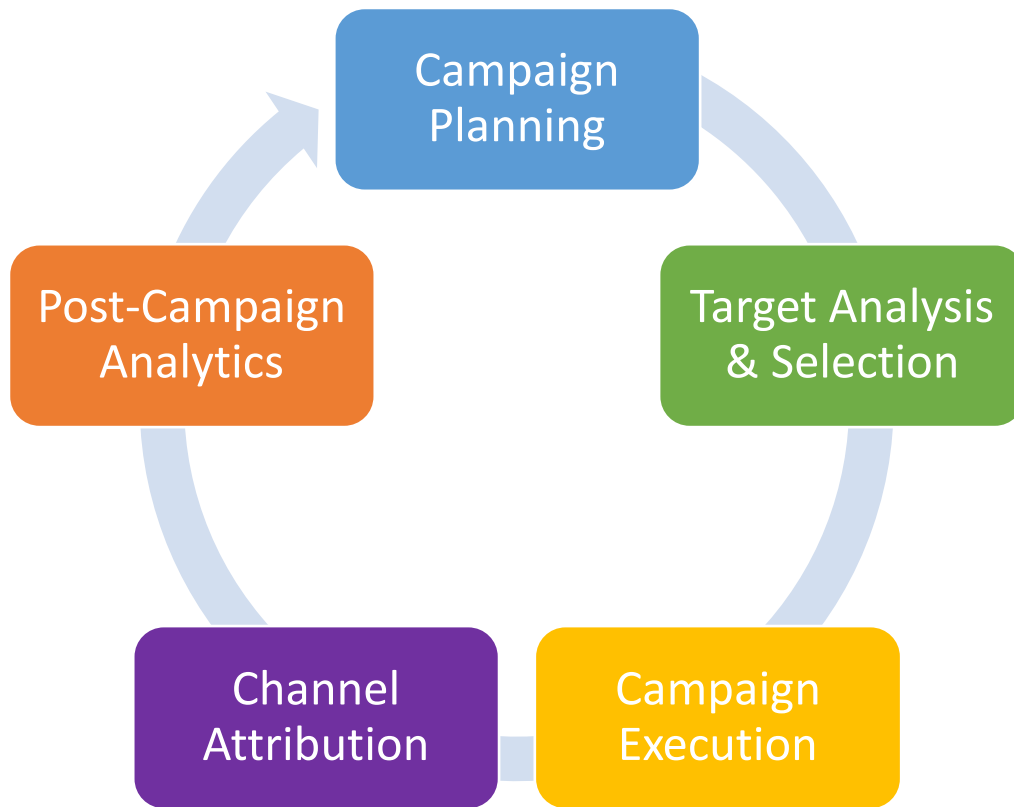 Campaign
Planning
Target Analysis
& Selection
Campaign
Execution
Channel
Attribution
Post-Campaign
Analytics